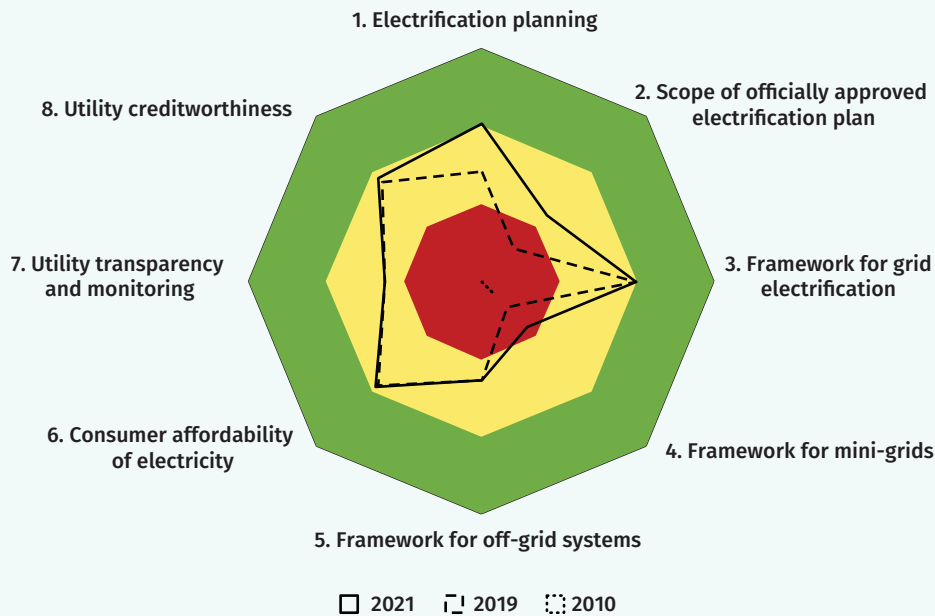 1. Electrification planning
2. Scope of officially approved
electrification plan
3. Framework for grid
electrification
4. Framework for mini-grids
5. Framework for off-grid systems
6. Consumer affordability
of electricity
7. Utility transparency
and monitoring
8. Utility creditworthiness
2021 2019 2010